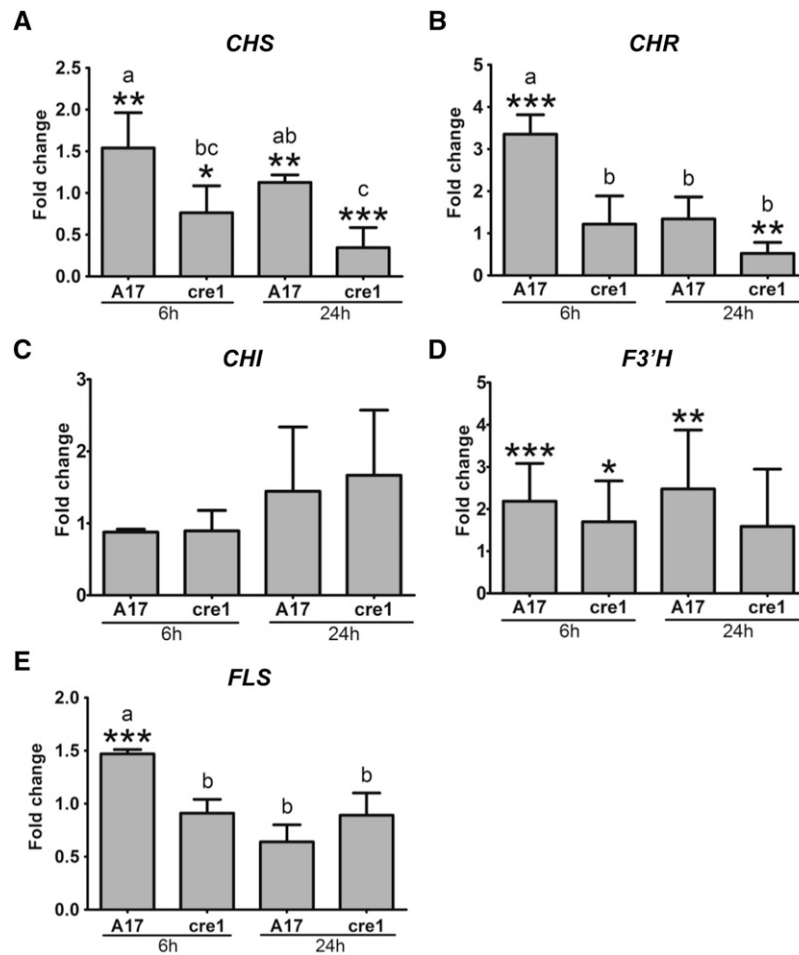 A
CHS
Fold change
2.5
2.0
1.5
1.0
0.5
0.0
a
**
bc
*
ab
**
c
***
A17 cre1 A17 cre1
6h 24h
B
CHR
Fold change
5
4
3
2
1
0
a
***
b
b
b
**
A17 cre1 A17 cre1
6h 24h
C
CHI
Fold change
3
2
1
0
A17 cre1 A17 cre1
6h 24h
D
F3'H
Fold change
5
4
3
2
1
0
***
*
**
A17 cre1 A17 cre1
6h 24h
E
FLS
Fold change
2.0
1.5
1.0
0.5
0.0
a
***
b
b
b
A17 cre1 A17 cre1
6h 24h